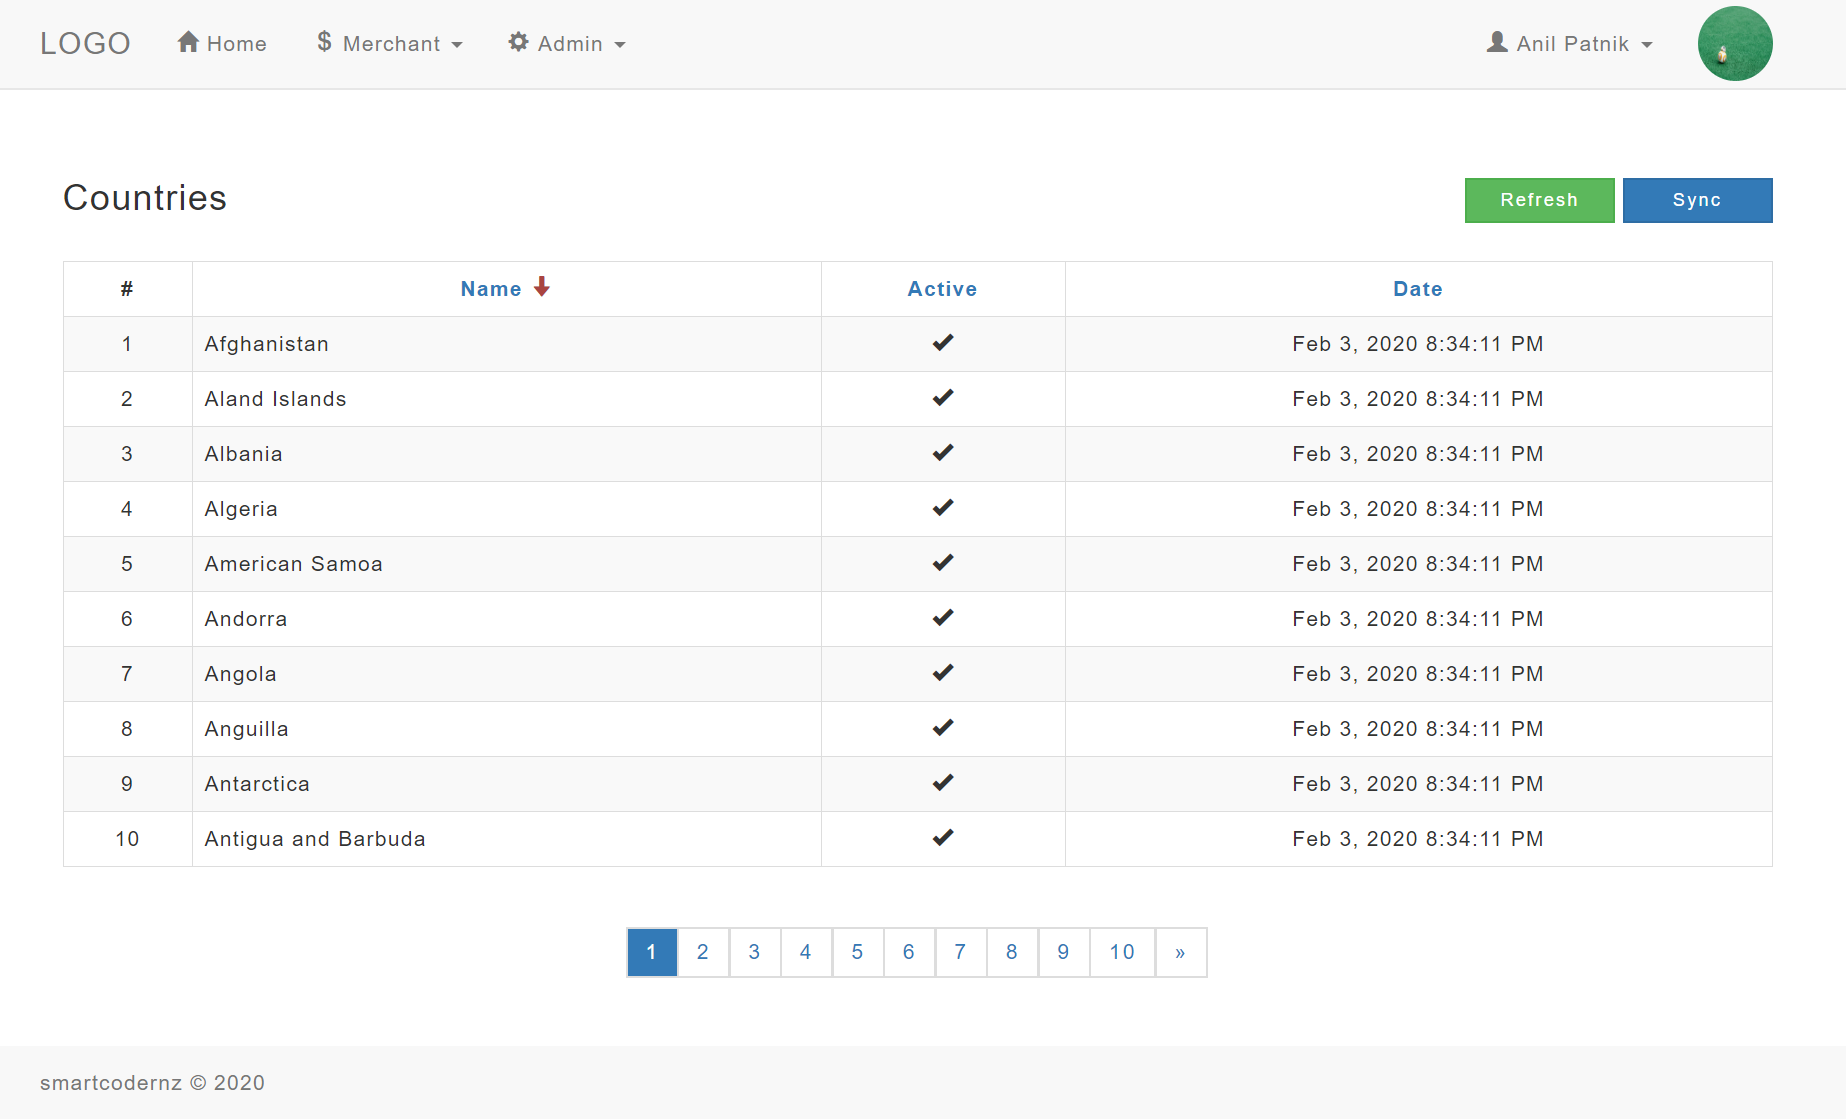 LOGO Home $ Merchant Admin Anil Patnik
Countries Refresh Sync
# Name Active Date
1 Afghanistan Feb 3, 2020 8:34:11 PM
2 Aland Islands Feb 3, 2020 8:34:11 PM
3 Albania Feb 3, 2020 8:34:11 PM
4 Algeria Feb 3, 2020 8:34:11 PM
5 American Samoa Feb 3, 2020 8:34:11 PM
6 Andorra Feb 3, 2020 8:34:11 PM
7 Angola Feb 3, 2020 8:34:11 PM
8 Anguilla Feb 3, 2020 8:34:11 PM
9 Antarctica Feb 3, 2020 8:34:11 PM
10 Antigua and Barbuda Feb 3, 2020 8:34:11 PM
1 2 3 4 5 6 7 8 9 10 »
smartcodernz © 2020